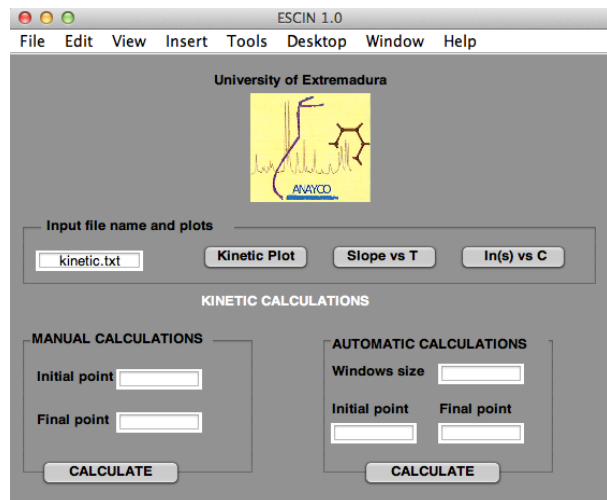 ESCIN 1.0
File Edit View Insert Tools Desktop Window Help
University of Extremadura
ANAYCO
Input file name and plots
kinetic.txt Kinetic Plot Slope vs T ln(s) vs C
KINETIC CALCULATIONS
MANUAL CALCULATIONS
Initial point
Final point
CALCULATE
AUTOMATIC CALCULATIONS
Windows size
Initial point Final point
CALCULATE